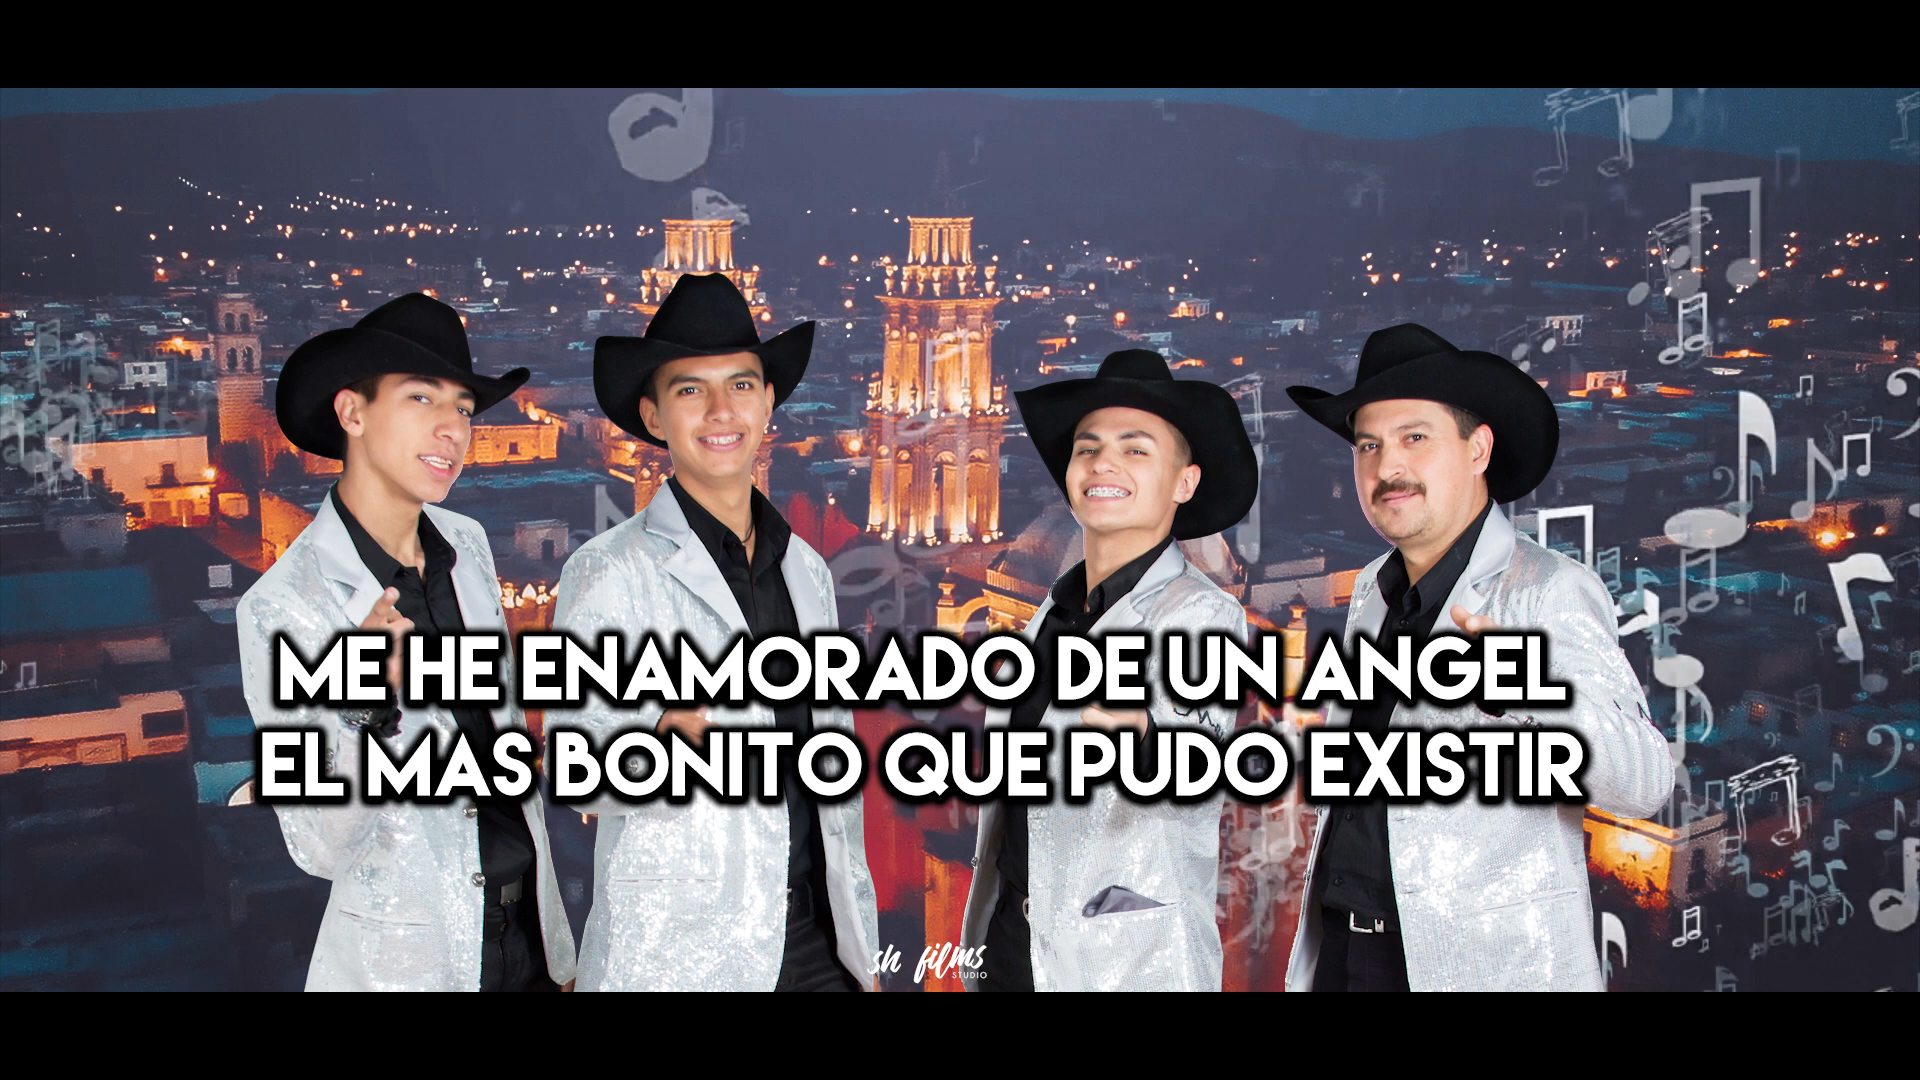 ME HE ENAMORADO DE UN ANGEL
EL MAS BONITO QUE PUDO EXISTIR
sh films
STUDIO